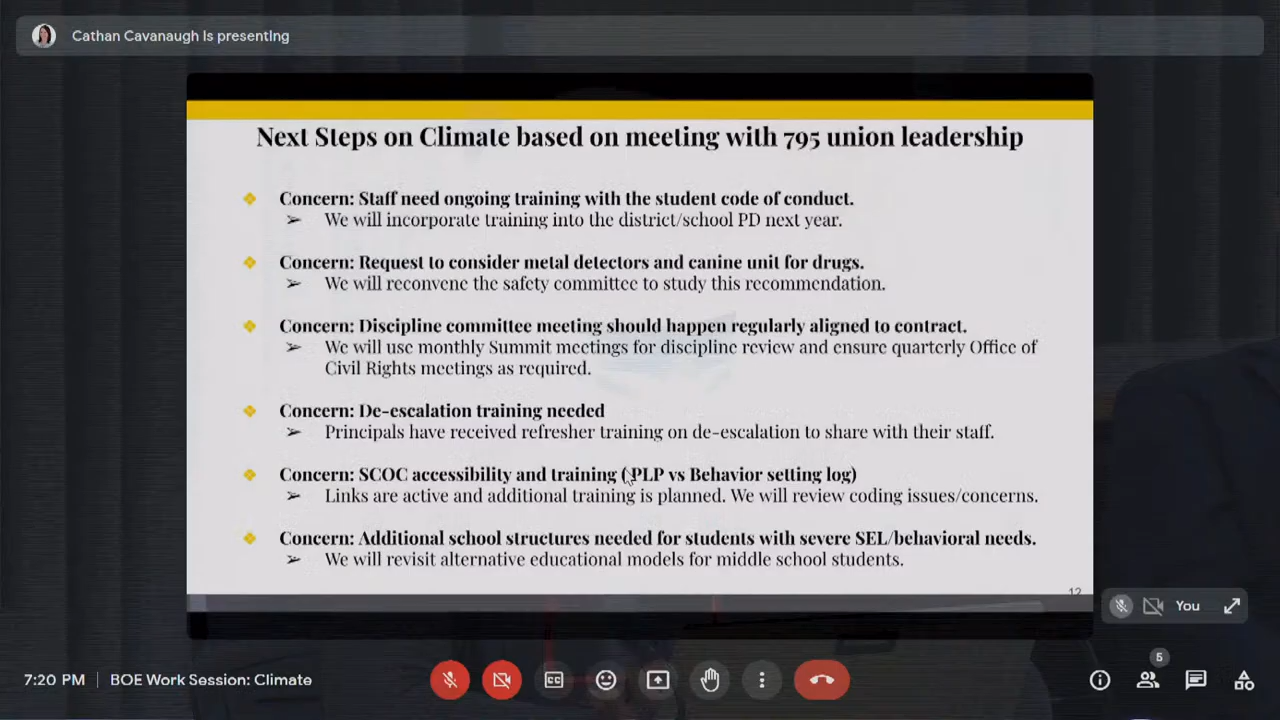 Cathan Cavanaugh is presenting
Next Steps on Climate based on meeting with 795 union leadership
Concern: Staff need ongoing training with the student code of conduct.
We will incorporate training into the district/school PD next year.
Concern: Request to consider metal detectors and canine unit for drugs.
We will reconvene the safety committee to study this recommendation.
Concern: Discipline committee meeting should happen regularly aligned to contract.
We will use monthly Summit meetings for discipline review and ensure quarterly Office of
Civil Rights meetings as required.
Concern: De-escalation training needed
Principals have received refresher training on de-escalation to share with their staff.
Concern: SCOC accessibility and training ( PLP vs Behavior setting log)
Links are active and additional training is planned. We will review coding issues/concerns.
Concern: Additional school structures needed for students with severe SEL/behavioral needs.
We will revisit alternative educational models for middle school students.
12
You
5
7:20 PM | BOE Work Session: Climate